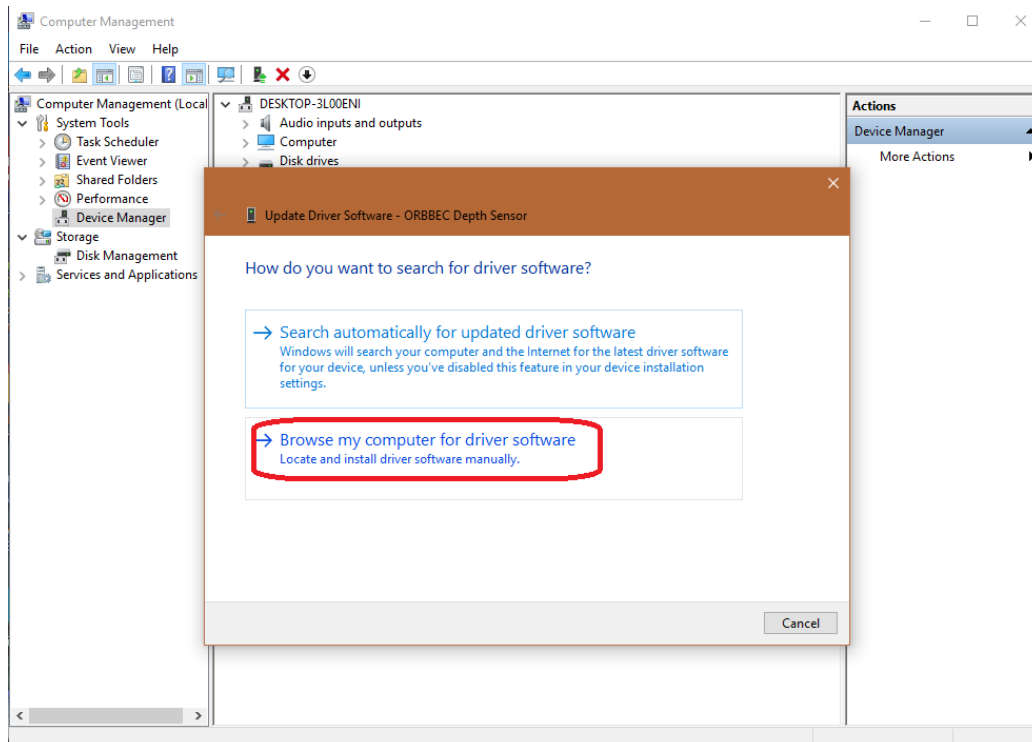 Computer Management
File Action View Help
Computer Management (Local
System Tools
Task Scheduler
Event Viewer
Shared Folders
Performance
Device Manager
Storage
Disk Management
Services and Applications
DESKTOP-3L00ENI
Audio inputs and outputs
Computer
Disk drives
Actions
Device Manager
More Actions
Update Driver Software - ORBBEC Depth Sensor
How do you want to search for driver software?
Search automatically for updated driver software
Windows will search your computer and the Internet for the latest driver software
for your device, unless you've disabled this feature in your device installation
settings.
Browse my computer for driver software
Locate and install driver software manually.
Cancel